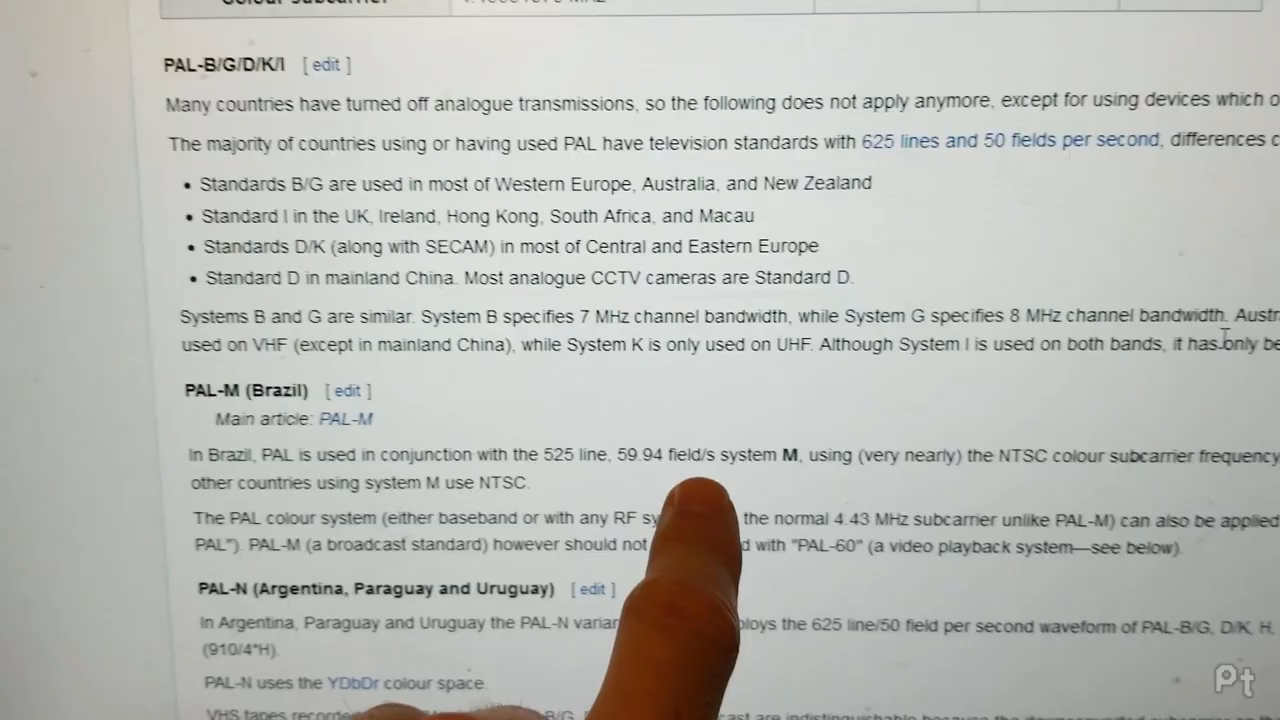 PAL-B/G/D/K/I [ edit ]
Many countries have turned off analogue transmissions, so the following does not apply anymore, except for using devices which
The majority of countries using or having used PAL have television standards with 625 lines and 50 fields per second, differences
• Standards B/G are used in most of Western Europe, Australia, and New Zealand
• Standard I in the UK, Ireland, Hong Kong, South Africa, and Macau
• Standards D/K (along with SECAM) in most of Central and Eastern Europe
• Standard D in mainland China. Most analogue CCTV cameras are Standard D.
Systems B and G are similar. System B specifies 7 MHz channel bandwidth, while System G specifies 8 MHz channel bandwidth. Austr
used on VHF (except in mainland China), while System K is only used on UHF. Although System I is used on both bands, it has only be
PAL-M (Brazil) [ edit ]
Main article: PAL-M
In Brazil, PAL is used in conjunction with the 525 line, 59.94 field/s system M, using (very nearly) the NTSC colour subcarrier frequency
other countries using system M use NTSC.
The PAL colour system (either baseband or with any RF sy the normal 4.43 MHz subcarrier unlike PAL-M) can also be applied
PAL"). PAL-M (a broadcast standard) however should not d with "PAL-60" (a video playback system—see below).
PAL-N (Argentina, Paraguay and Uruguay) [ edit ]
In Argentina, Paraguay and Uruguay the PAL-N varian ploys the 625 line/50 field per second waveform of PAL-B/G, D/K, H,
(910/4*H).
PAL-N uses the YDbDr colour space.
VHS tapes recorde B/G
Pt